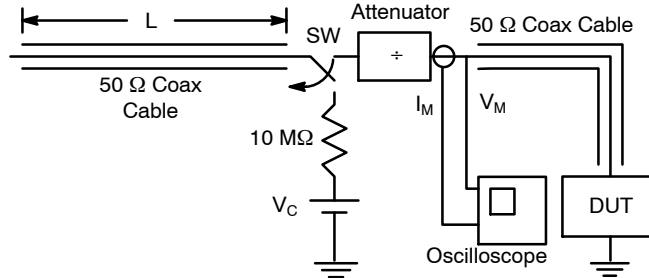 L
SW
Attenuator
÷
50 Ω Coax Cable
50 Ω Coax
Cable
I_M
V_M
10 MΩ
V_C
Oscilloscope
DUT